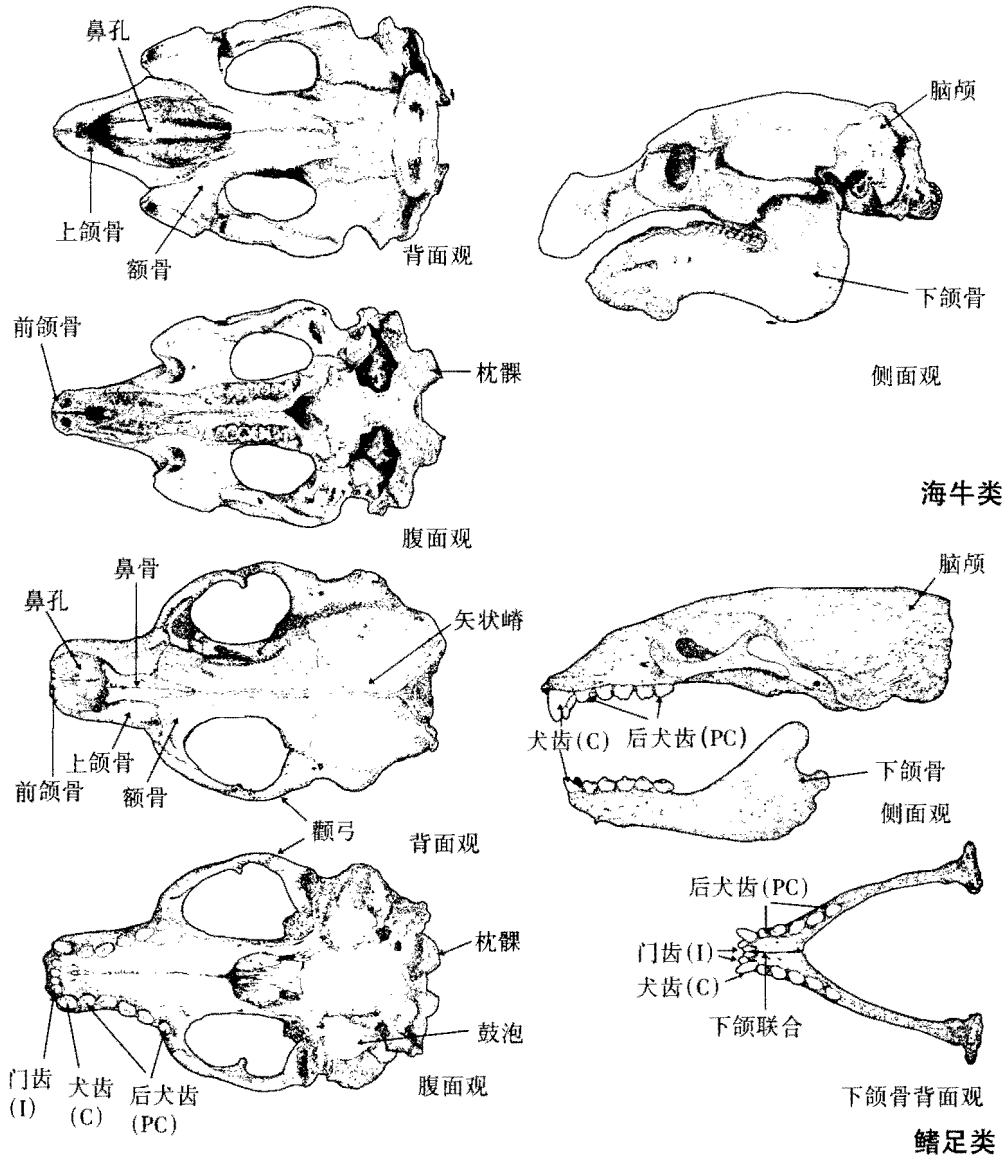 鼻孔
上颌骨
额骨
背面观
脑颅
下颌骨
侧面观
前颌骨
枕髁
腹面观
海牛类
鼻骨
鼻孔
矢状嵴
上颌骨
前颌骨
额骨
颧弓
背面观
脑颅
犬齿(C)
后犬齿(PC)
下颌骨
侧面观
枕髁
鼓泡
门齿
(I)
犬齿
(C)
后犬齿
(PC)
腹面观
后犬齿(PC)
门齿(I)
犬齿(C)
下颌联合
下颌骨背面观
鳍足类